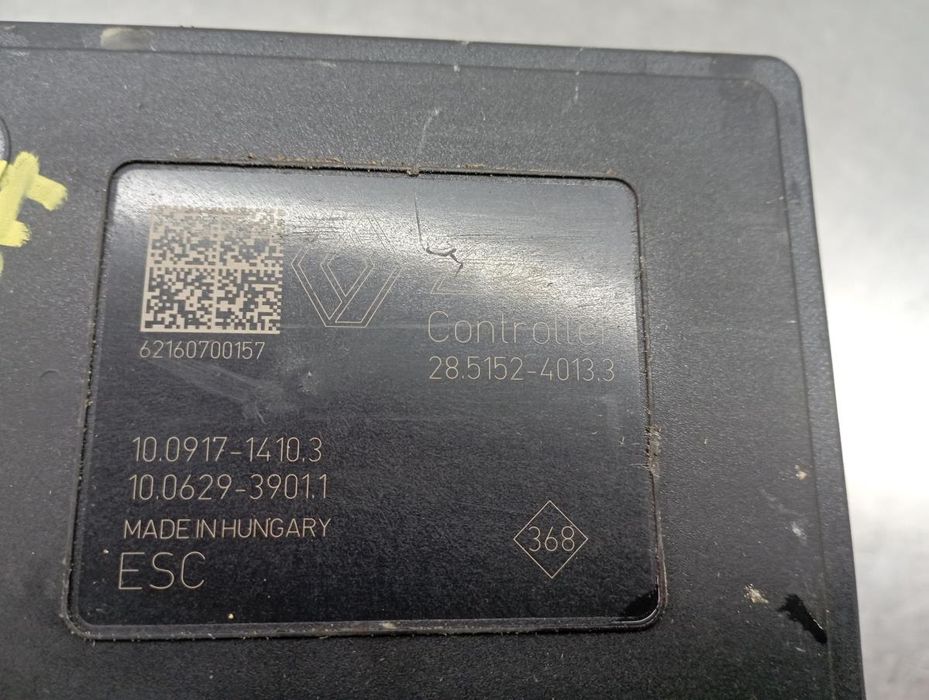 62160700157
Controller
28.5152-4013.3
10.0917-1410.3
10.0629-3901.1
MADE IN HUNGARY
ESC
368